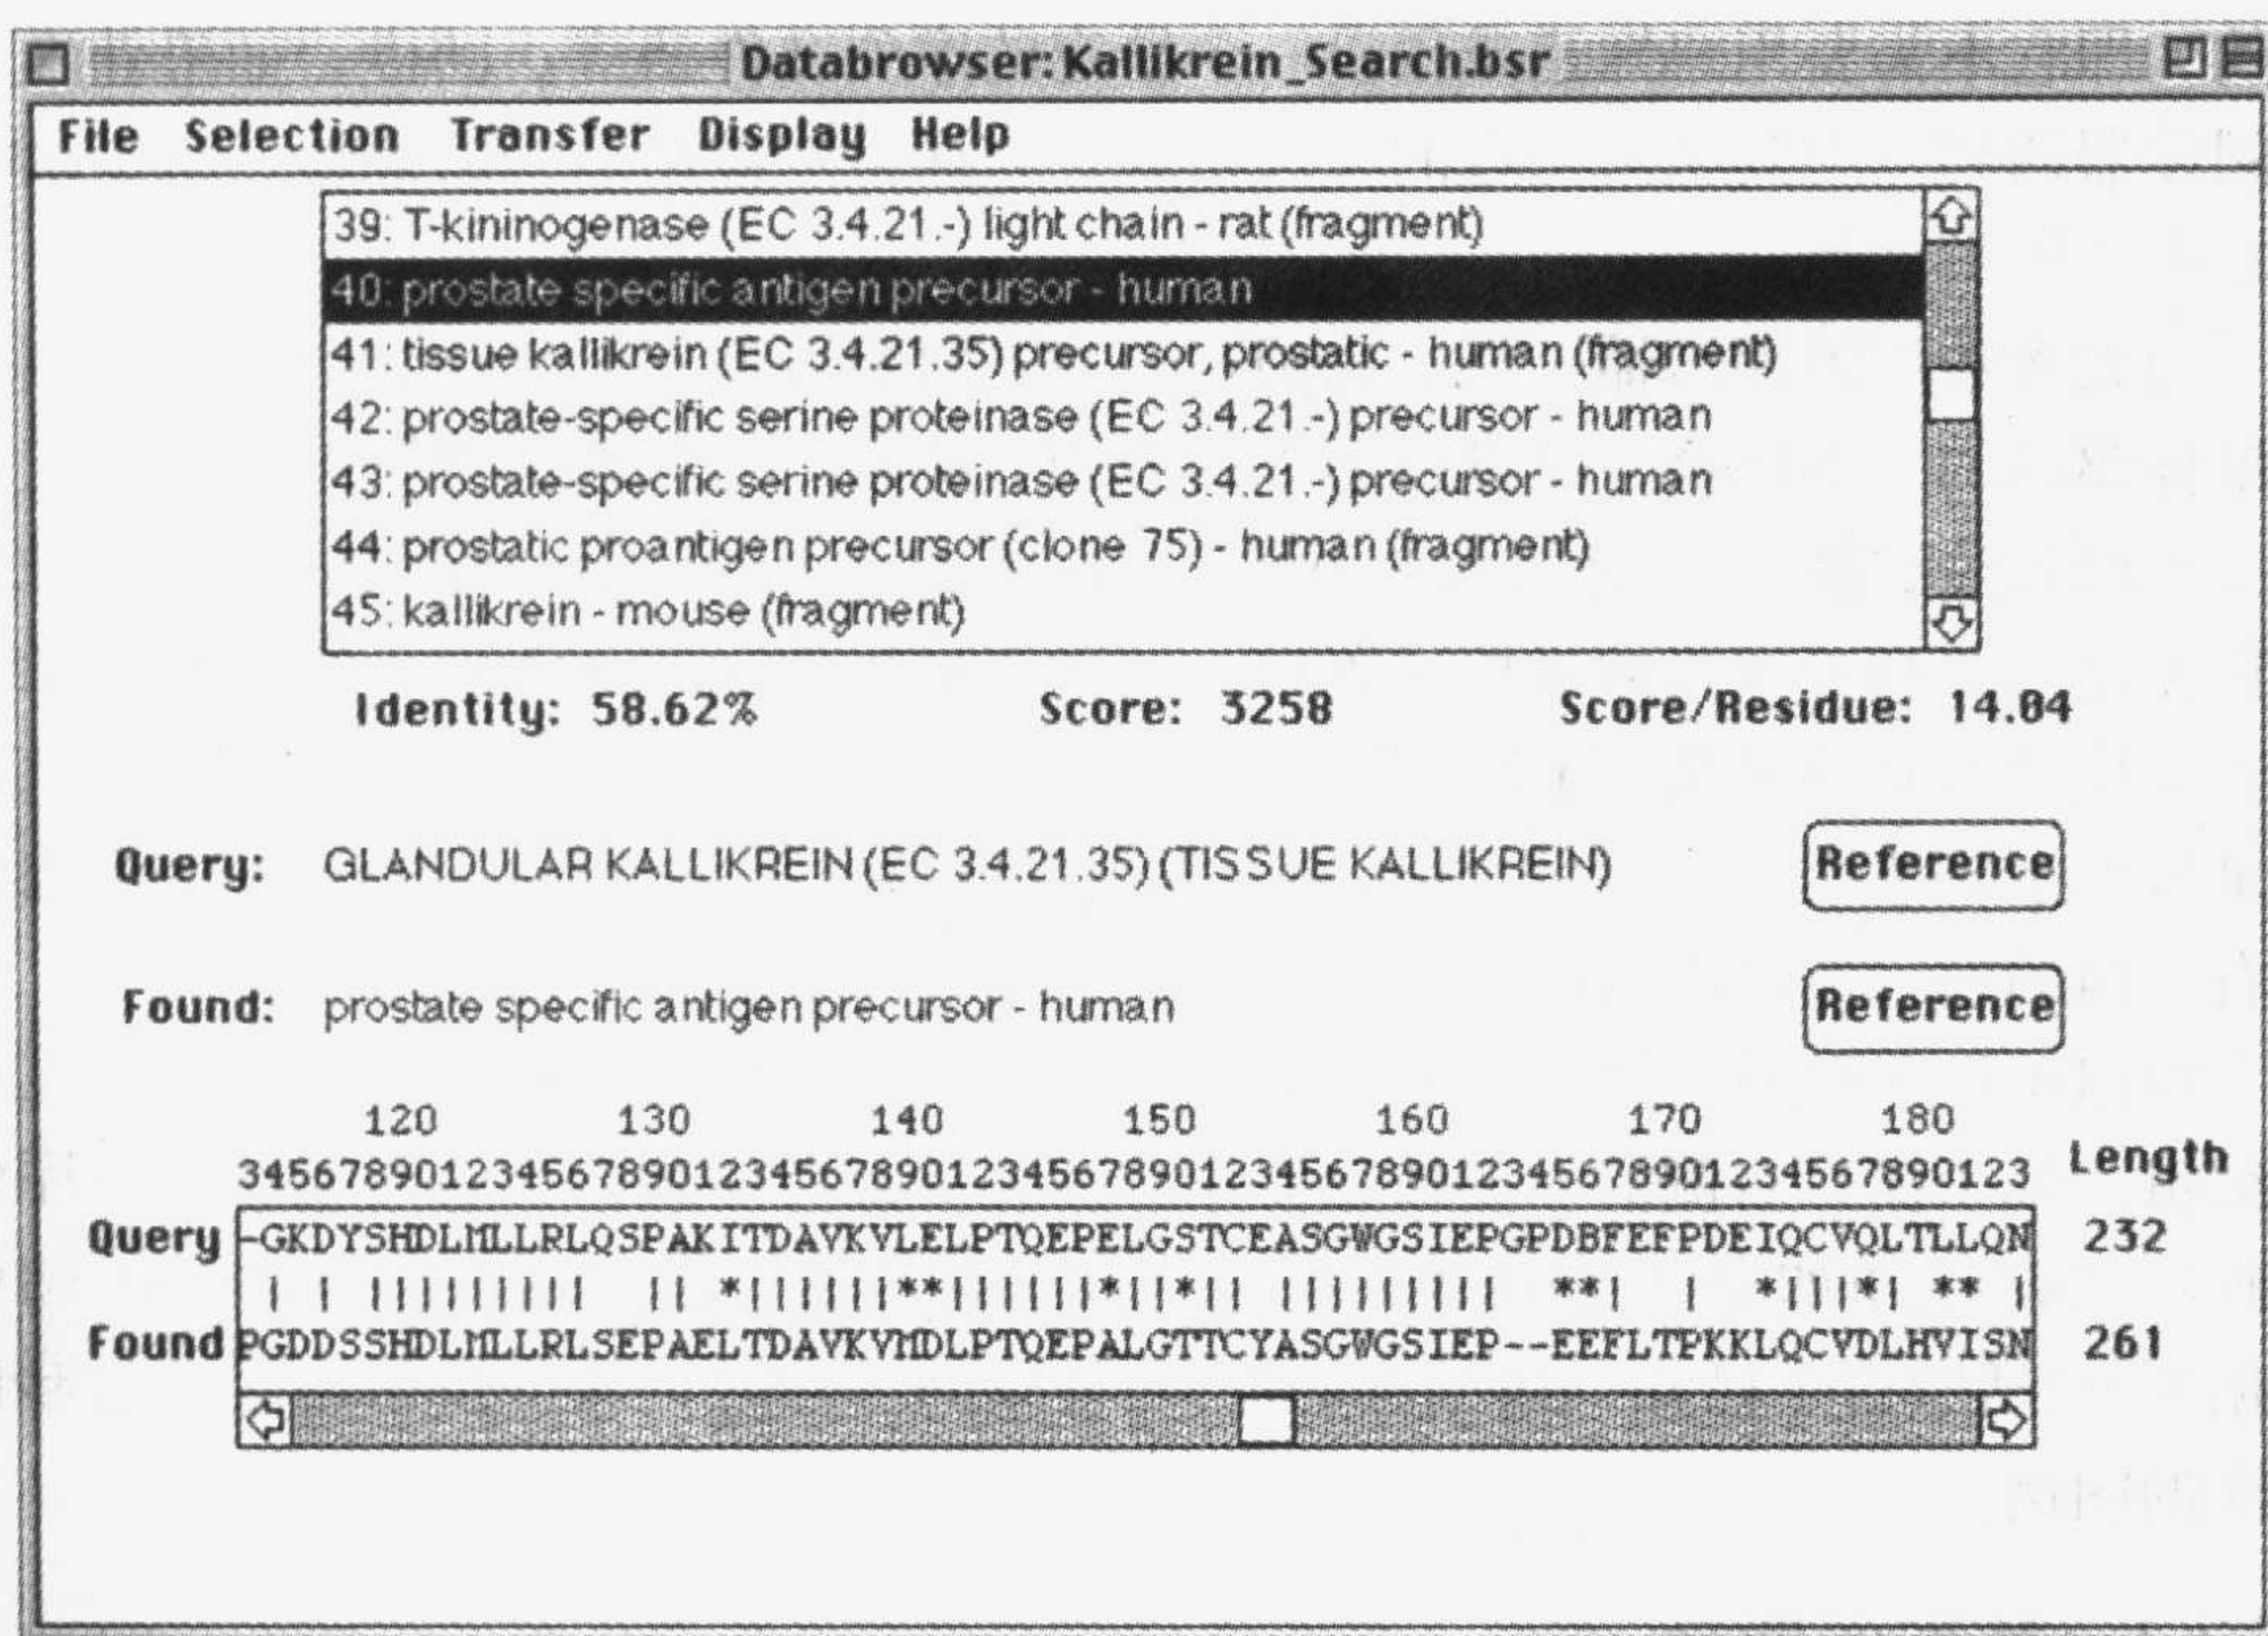 Databrowser: Kallikrein_Search.bsr
File Selection Transfer Display Help
39: T-kininogenase (EC 3.4.21.-) light chain - rat (fragment)
40: prostate specific antigen precursor - human
41: tissue kallikrein (EC 3.4.21.35) precursor, prostatic - human (fragment)
42: prostate-specific serine proteinase (EC 3.4.21.-) precursor - human
43: prostate-specific serine proteinase (EC 3.4.21.-) precursor - human
44: prostatic proantigen precursor (clone 75) - human (fragment)
45: kallikrein - mouse (fragment)
Identity: 58.62% Score: 3258 Score/Residue: 14.04
Query: GLANDULAR KALLIKREIN (EC 3.4.21.35) (TISSUE KALLIKREIN) Reference
Found: prostate specific antigen precursor - human Reference
120 130 140 150 160 170 180
34567890123456789012345678901234567890123456789012345678901234567890123 Length
Query -GKDYSHDLMLLRLQSPAKITDAVKVLELPTQEPELGSTCEASGWGSIEPGPDBFEFPDEIQCVQLTLLQN 232
| | ||||||||| || *||||||**||||||*||*|| ||||||||| **| | *|||*| ** |
Found PGDDSSHDLMLLRLSEPAELTDAVKVMDLPTQEPALGTTCYASGWGSIEP--EEFLTPKKLQCVDLHVISN 261